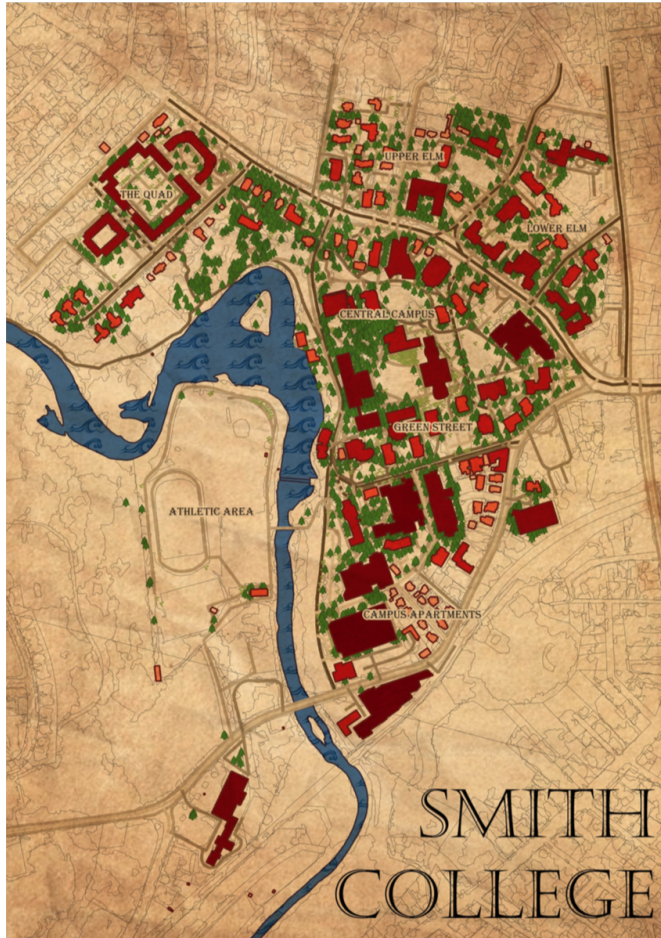 UPPER ELM
THE QUAD
LOWER ELM
CENTRAL CAMPUS
GREEN STREET
ATHLETIC AREA
CAMPUS APARTMENTS
SMITH
COLLEGE